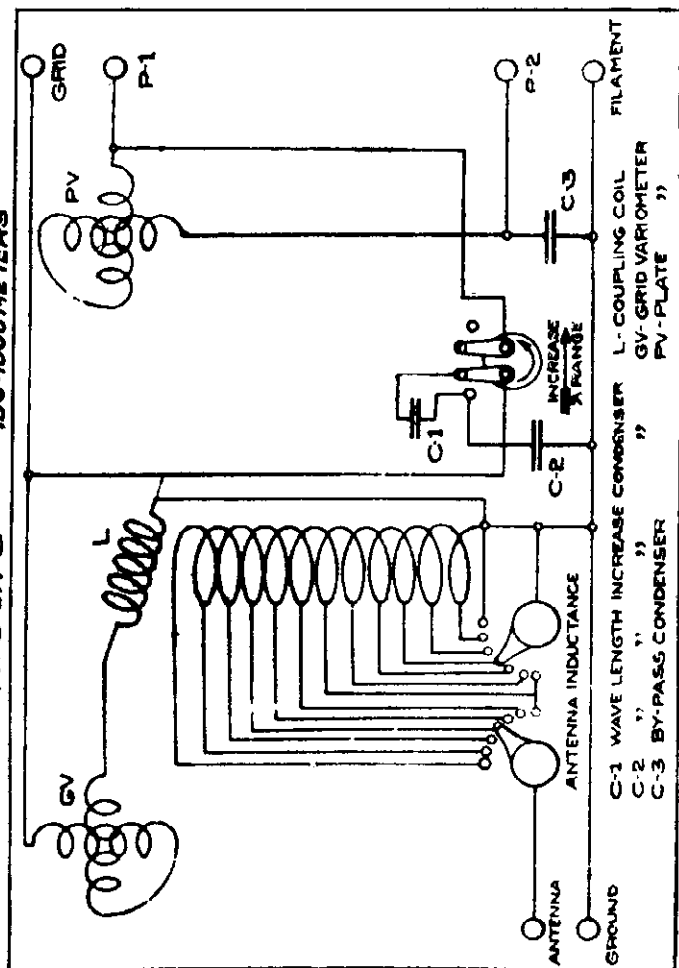 GRID
P-1
PV
L
GV
P-2
C-3
C-1
C-2
INCREASE
RANGE
ANTENNA INDUCTANCE
ANTENNA
GROUND
FILAMENT
C-1 WAVE LENGTH INCREASE CONDENSER
C-2 " " " "
C-3 BY-PASS CONDENSER
L - COUPLING COIL
GV - GRID VARIOMETER
PV - PLATE "